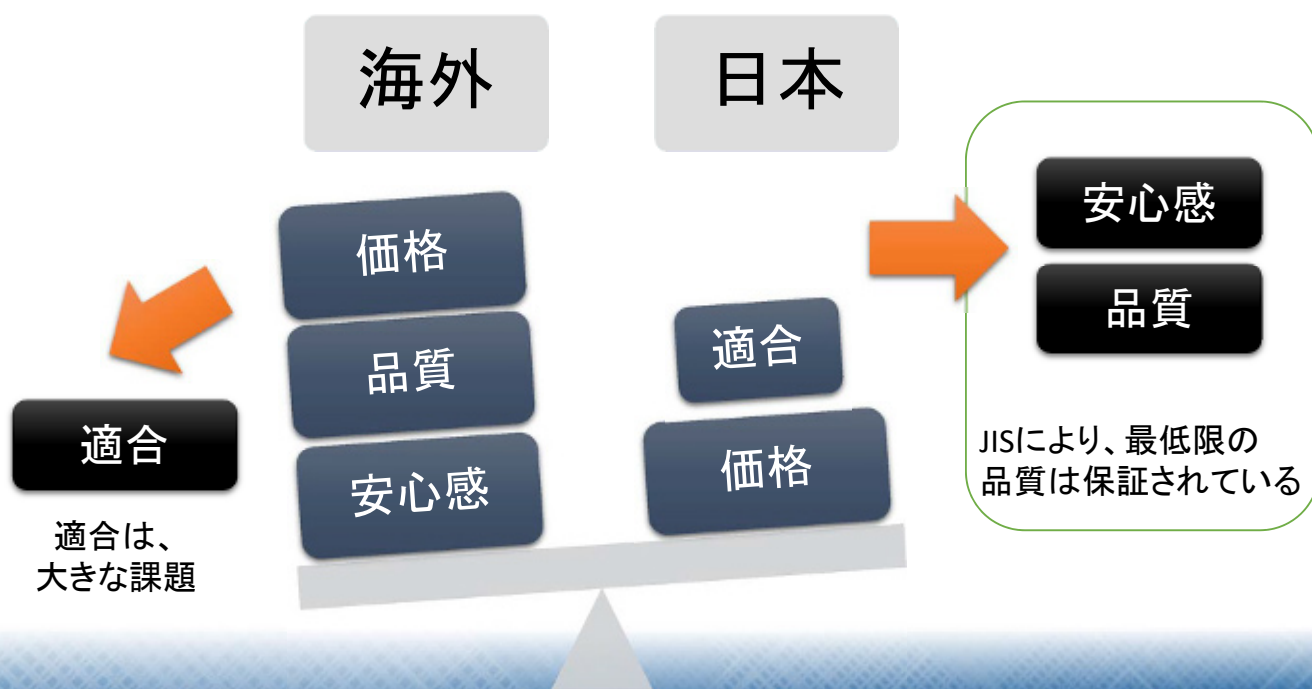 海外
日本
価格
品質
安心感
適合
適合は、
大きな課題
適合
価格
安心感
品質
JISにより、最低限の
品質は保証されている